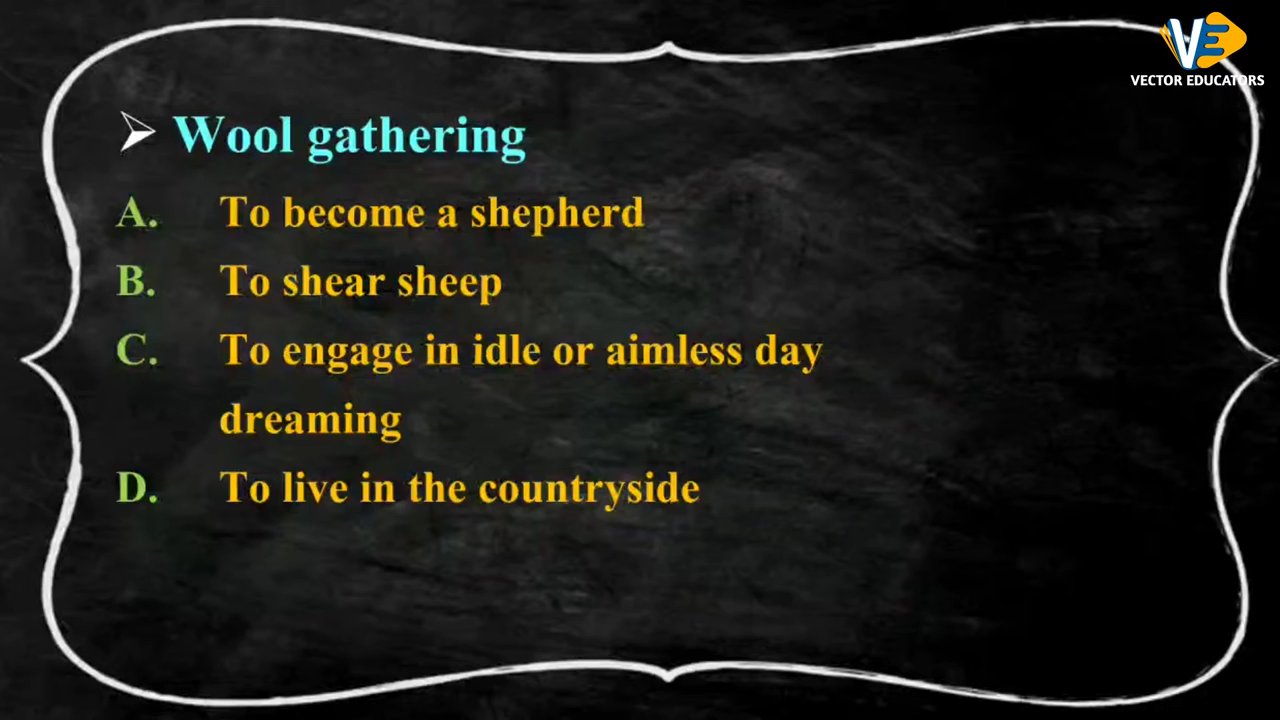 VE
VECTOR EDUCATORS
Wool gathering
A. To become a shepherd
B. To shear sheep
C. To engage in idle or aimless day
dreaming
D. To live in the countryside